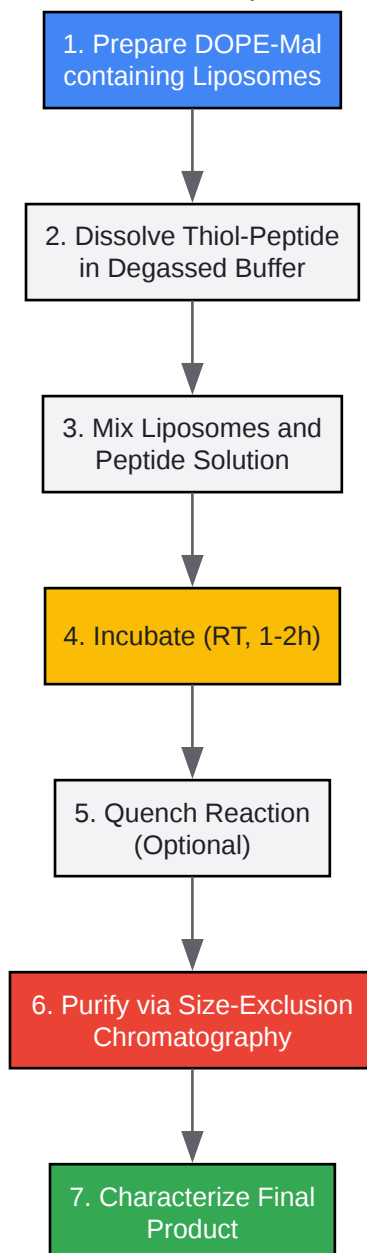 1. Prepare DOPE-Mal
containing Liposomes
2. Dissolve Thiol-Peptide
in Degassed Buffer
3. Mix Liposomes and
Peptide Solution
4. Incubate (RT, 1-2h)
5. Quench Reaction
(Optional)
6. Purify via Size-Exclusion
Chromatography
7. Characterize Final
Product